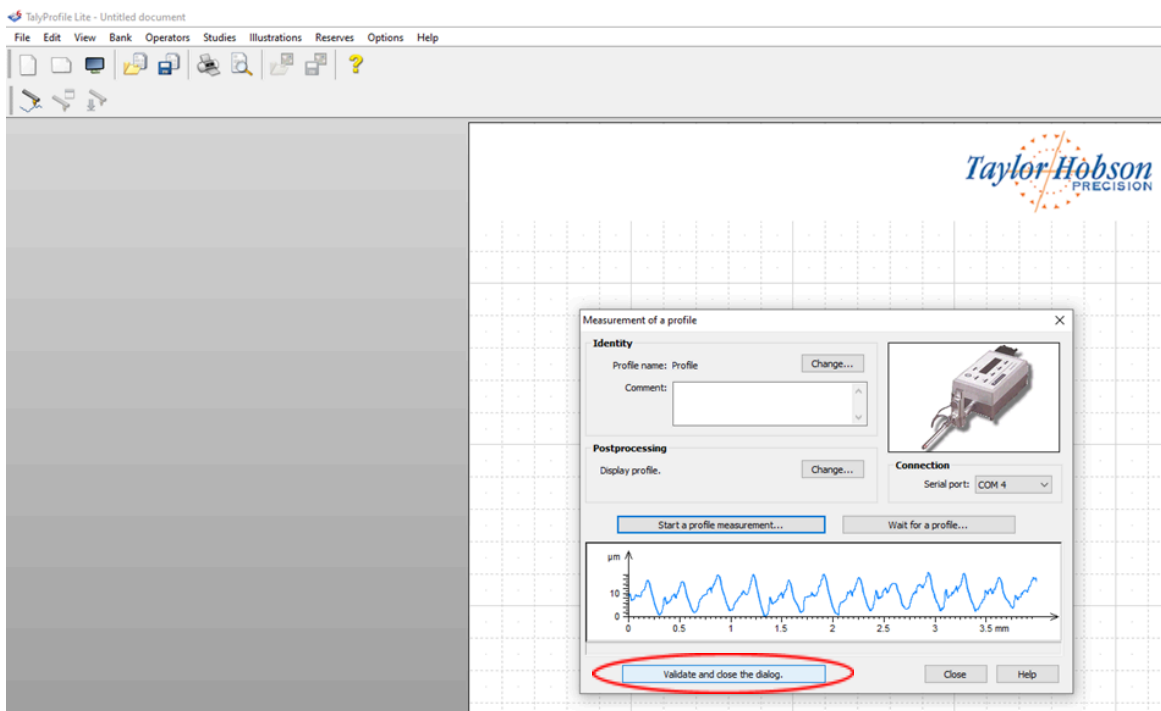 TalyProfile Lite - Untitled document
File Edit View Bank Operators Studies Illustrations Reserves Options Help
Taylor Hobson
PRECISION
Measurement of a profile
Identity
Profile name: Profile
Change...
Comment:
Postprocessing
Display profile.
Change...
Connection
Serial port: COM 4
Start a profile measurement...
Wait for a profile...
µm
10
0
0 0.5 1 1.5 2 2.5 3 3.5 mm
Validate and close the dialog.
Close
Help